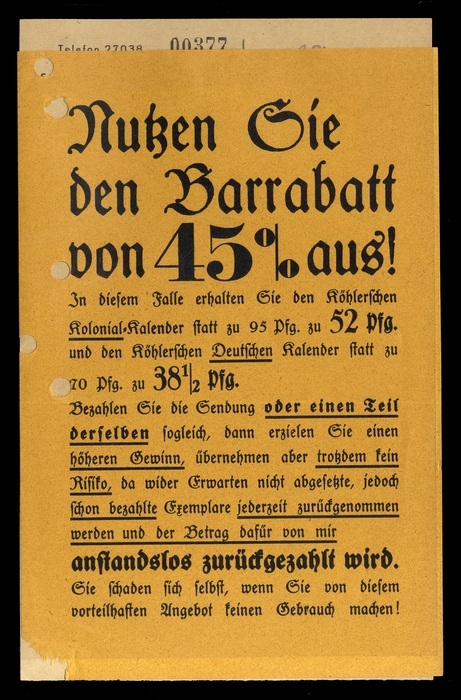 Telefon 27038 00377
Nutzen Sie
den Barrabatt
von 45% aus!
In diesem Falle erhalten Sie den Köhlerschen
Kolonial-Kalender statt zu 95 Pfg. zu 52 Pfg.
und den Köhlerschen Deutschen Kalender statt zu
70 Pfg. zu 38½ Pfg.
Bezahlen Sie die Sendung oder einen Teil
derselben sogleich, dann erzielen Sie einen
höheren Gewinn, übernehmen aber trotzdem kein
Risiko, da wider Erwarten nicht abgesetzte, jedoch
schon bezahlte Exemplare jederzeit zurückgenommen
werden und der Betrag dafür von mir
anstandslos zurückgezahlt wird.
Sie schaden sich selbst, wenn Sie von diesem
vorteilhaften Angebot keinen Gebrauch machen!